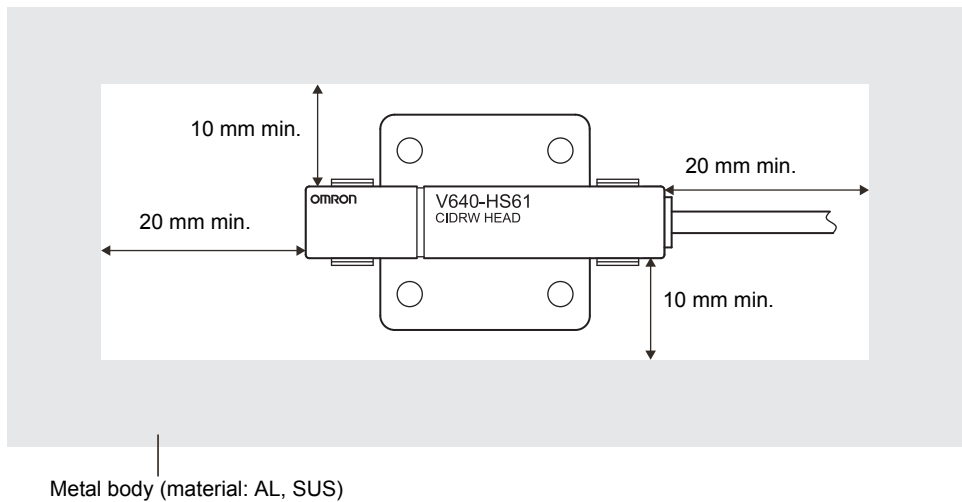 10 mm min.
20 mm min.
OMRON
V640-HS61
CIDRW HEAD
20 mm min.
10 mm min.
Metal body (material: AL, SUS)